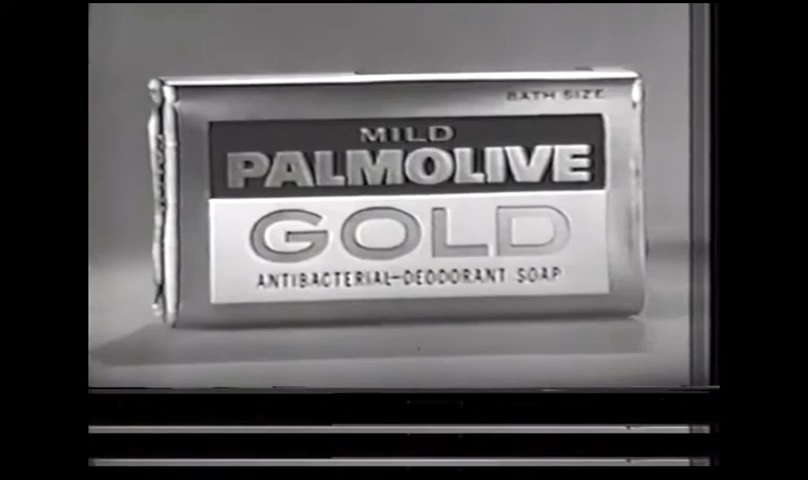 BATH SIZE
MILD
PALMOLIVE
GOLD
ANTIBACTERIAL-DEODORANT SOAP